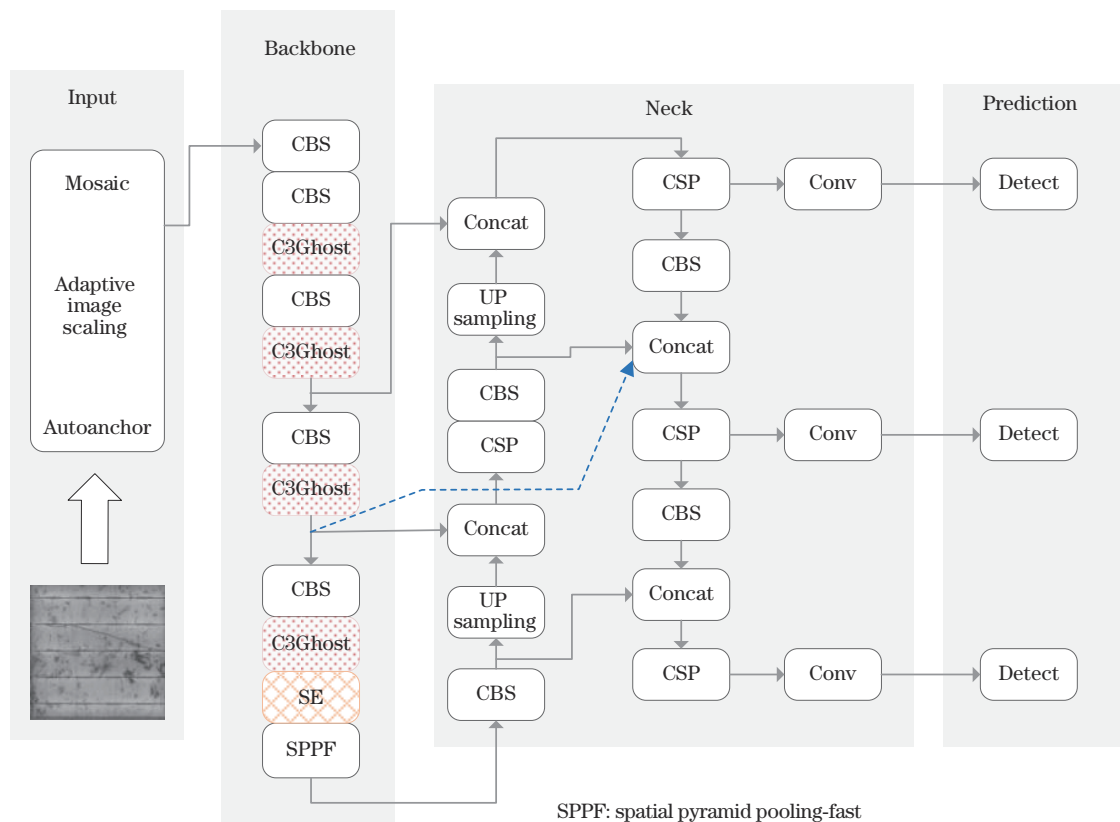 Input
Mosaic
Adaptive
image
scaling
Autoanchor
Backbone
CBS
CBS
C3Ghost
CBS
C3Ghost
CBS
C3Ghost
CBS
C3Ghost
SE
SPPF
Neck
Concat
UP
sampling
CBS
CSP
Concat
UP
sampling
CBS
CSP
CBS
Concat
CSP
CBS
Concat
CSP
Conv
Conv
Conv
Prediction
Detect
Detect
Detect
SPPF: spatial pyramid pooling-fast